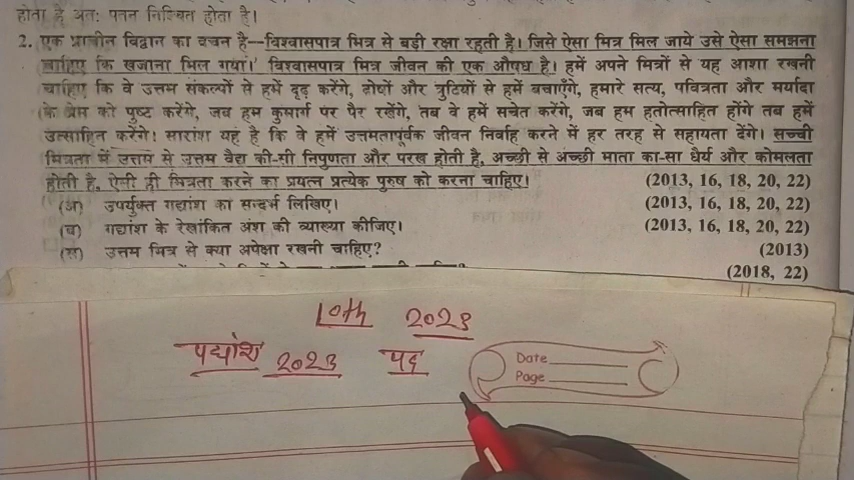 होता है अतः पतन निश्चित होता है।
2. एक प्राचीन विद्वान का वचन है—विश्वासपात्र मित्र से बड़ी रक्षा रहती है। जिसे ऐसा मित्र मिल जाये उसे ऐसा समझना
चाहिए कि खजाना मिल गया।' विश्वासपात्र मित्र जीवन की एक औषध है। हमें अपने मित्रों से यह आशा रखनी
चाहिए कि वे उत्तम संकल्पों से हमें दृढ़ करेंगे, दोषों और त्रुटियों से हमें बचाएँगे, हमारे सत्य, पवित्रता और मर्यादा
के प्रेम को पुष्ट करेंगे, जब हम कुमार्ग पर पैर रखेंगे, तब वे हमें सचेत करेंगे, जब हम हतोत्साहित होंगे तब हमें
उत्साहित करेंगे। सारांश यह है कि वे हमें उत्तमतापूर्वक जीवन निर्वाह करने में हर तरह से सहायता देंगे। सच्ची
मित्रता में उत्तम से उत्तम वैद्य की-सी निपुणता और परख होती है, अच्छी से अच्छी माता का-सा धैर्य और कोमलता
होती है, ऐसी ही मित्रता करने का प्रयत्न प्रत्येक पुरुष को करना चाहिए। (2013, 16, 18, 20, 22)
(अ) उपर्युक्त गद्यांश का सन्दर्भ लिखिए। (2013, 16, 18, 20, 22)
(ब) गद्यांश के रेखांकित अंश की व्याख्या कीजिए। (2013, 16, 18, 20, 22)
(स) उत्तम मित्र से क्या अपेक्षा रखनी चाहिए? (2013)
(2018, 22)
10th 2023
पद्यांश 2023 पद
Date
Page